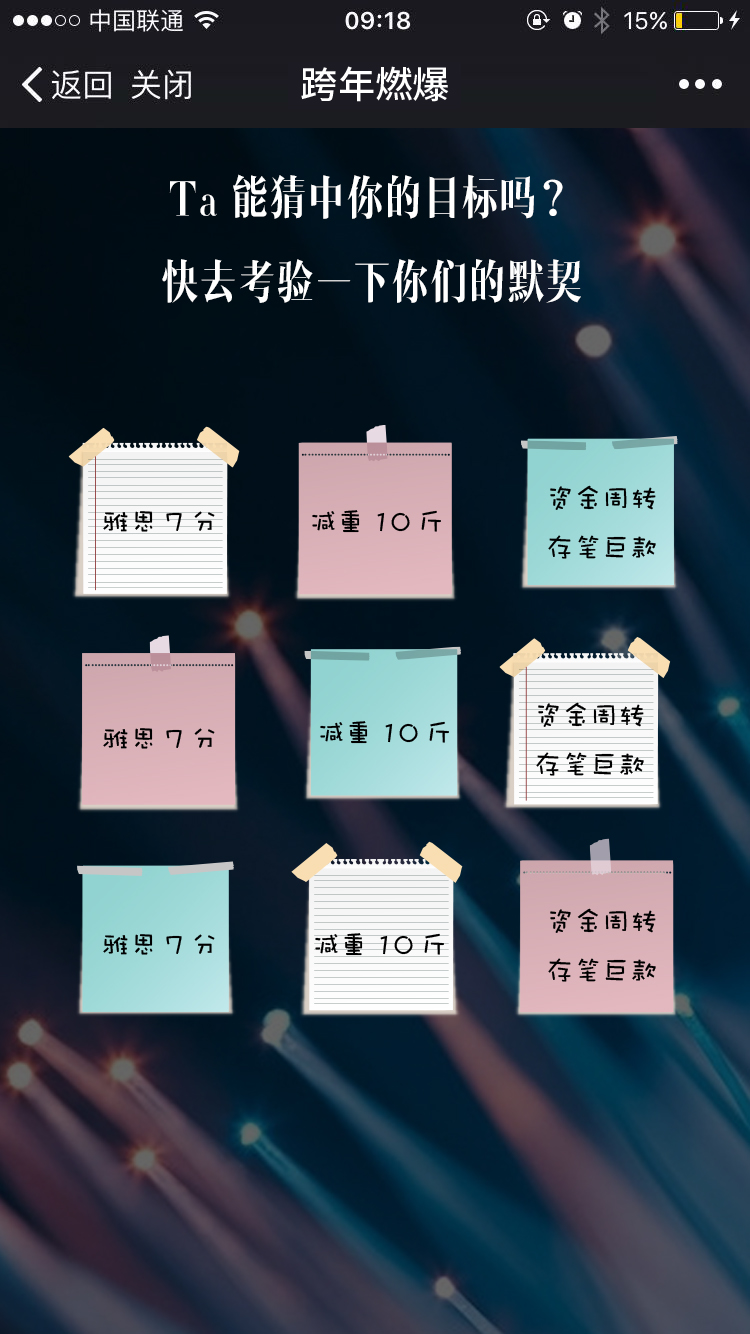 中国联通 09:18 15%
返回 关闭 跨年燃爆
Ta 能猜中你的目标吗？
快去考验一下你们的默契
雅思 7 分
减重 10 斤
资金周转
存笔巨款
雅思 7 分
减重 10 斤
资金周转
存笔巨款
雅思 7 分
减重 10 斤
资金周转
存笔巨款